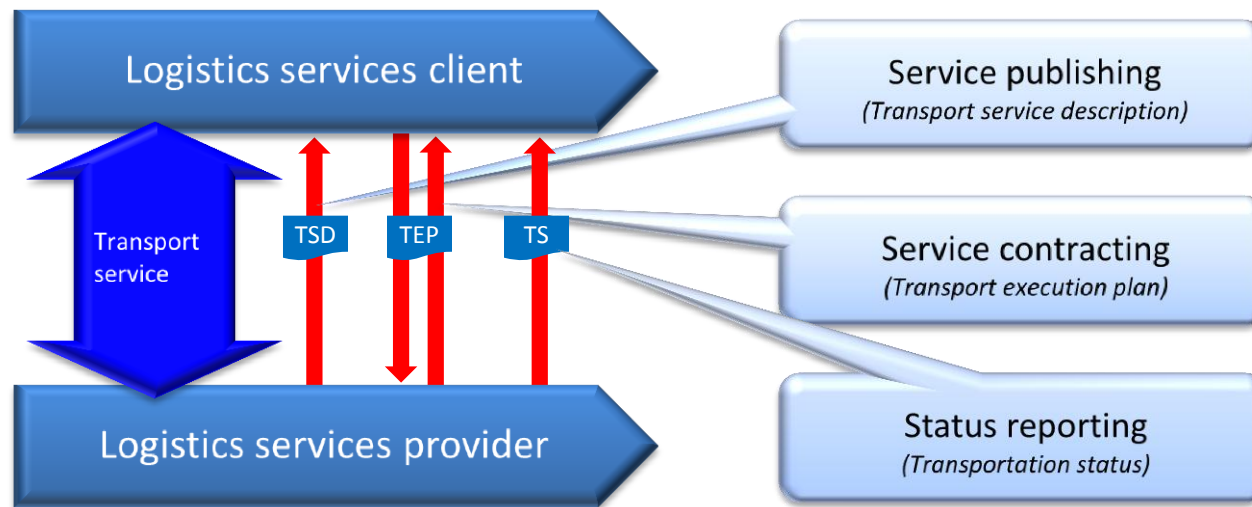 Logistics services client
Service publishing
(Transport service description)
Transport
service
TSD
TEP
TS
Service contracting
(Transport execution plan)
Logistics services provider
Status reporting
(Transportation status)